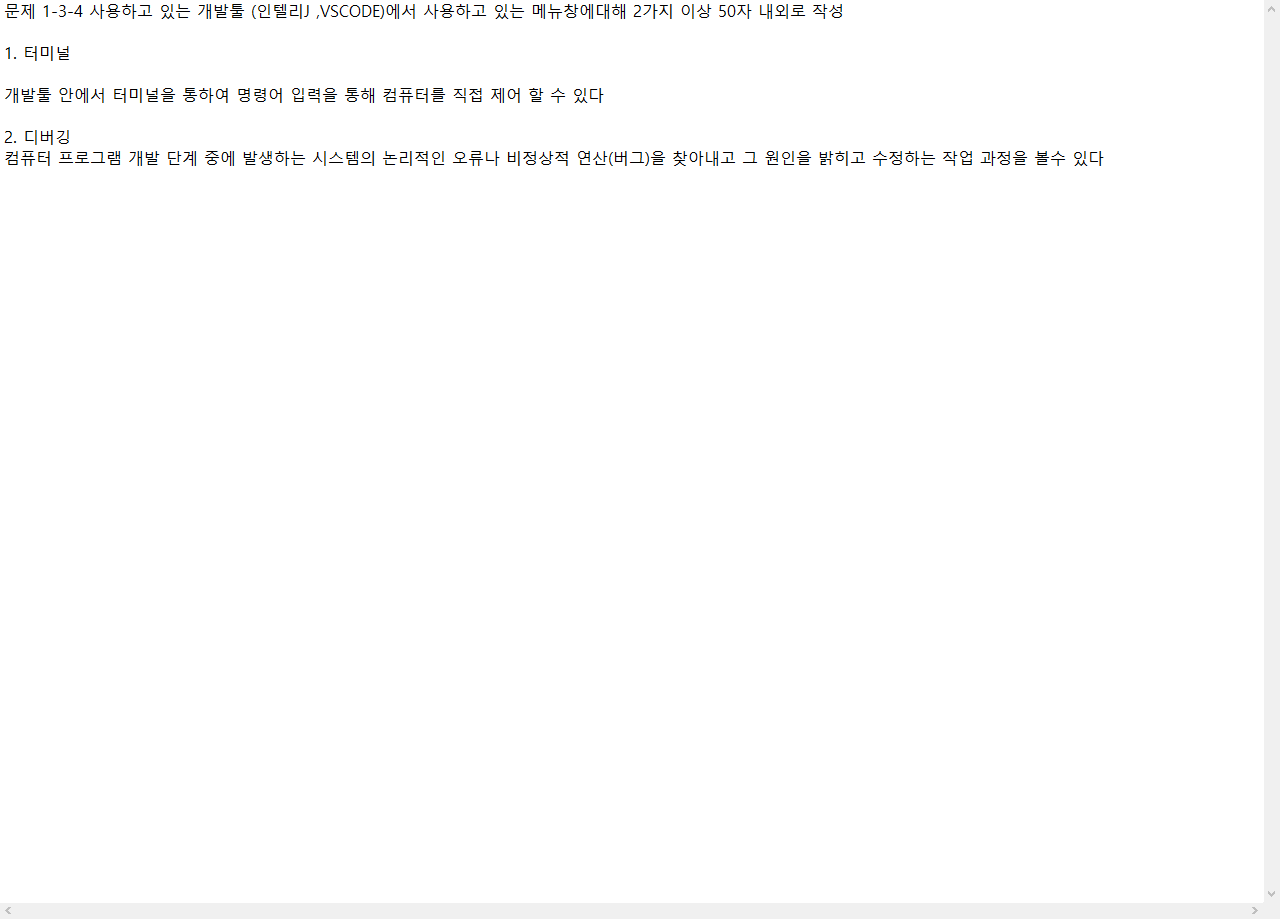 문제 1-3-4 사용하고 있는 개발툴 (인텔리J ,VSCODE)에서 사용하고 있는 메뉴창에대해 2가지 이상 50자 내외로 작성
1. 터미널
개발툴 안에서 터미널을 통하여 명령어 입력을 통해 컴퓨터를 직접 제어 할 수 있다
2. 디버깅
컴퓨터 프로그램 개발 단계 중에 발생하는 시스템의 논리적인 오류나 비정상적 연산(버그)을 찾아내고 그 원인을 밝히고 수정하는 작업 과정을 볼수 있다